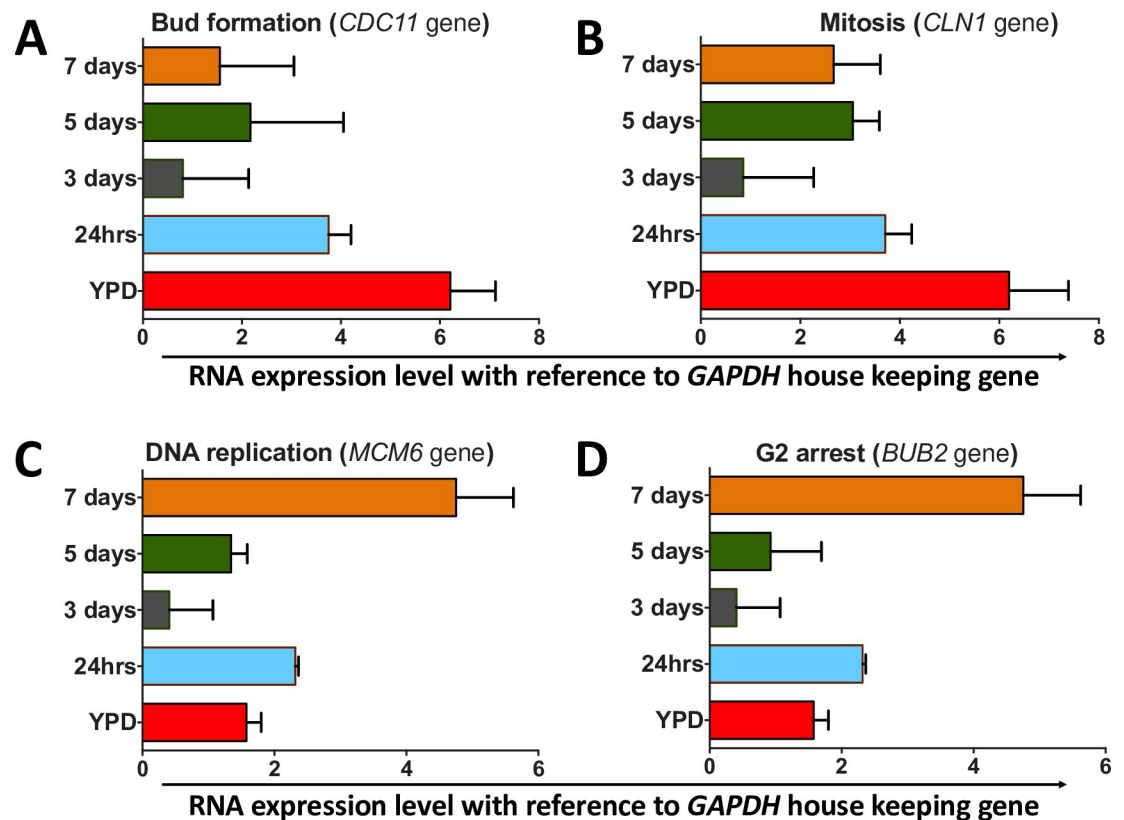 A
Bud formation (CDC11 gene)
7 days
5 days
3 days
24hrs
YPD
0 2 4 6 8
B
Mitosis (CLN1 gene)
7 days
5 days
3 days
24hrs
YPD
0 2 4 6 8
RNA expression level with reference to GAPDH house keeping gene
C
DNA replication (MCM6 gene)
7 days
5 days
3 days
24hrs
YPD
0 2 4 6
D
G2 arrest (BUB2 gene)
7 days
5 days
3 days
24hrs
YPD
0 2 4 6
RNA expression level with reference to GAPDH house keeping gene